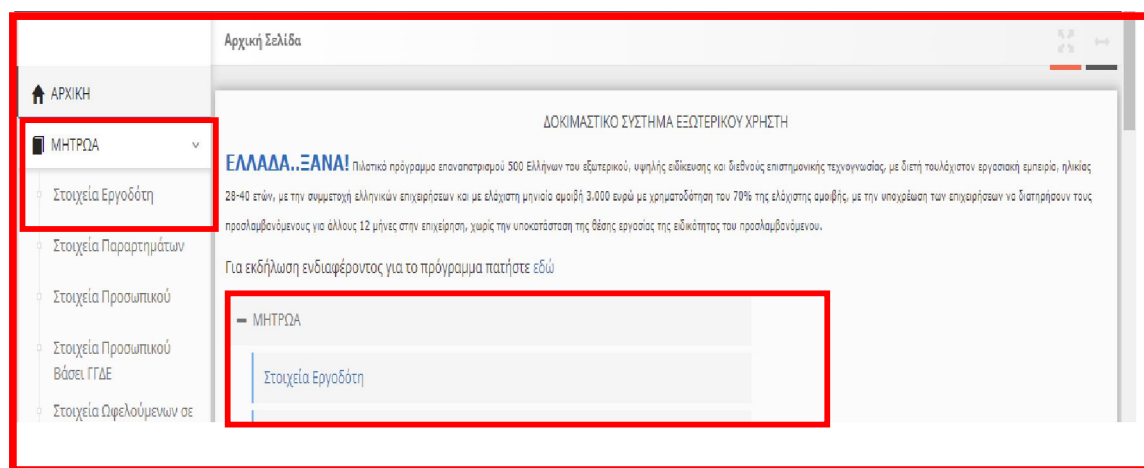 Αρχική Σελίδα
ΑΡΧΙΚΗ
ΜΗΤΡΩΑ
Στοιχεία Εργοδότη
Στοιχεία Παραρτημάτων
Στοιχεία Προσωπικού
Στοιχεία Προσωπικού
Βάσει ΓΓΔΕ
Στοιχεία Ωφελούμενων σε
ΔΟΚΙΜΑΣΤΙΚΟ ΣΥΣΤΗΜΑ ΕΞΩΤΕΡΙΚΟΥ ΧΡΗΣΤΗ
ΕΛΛΑΔΑ..ΞΑΝΑ! Πιλοτικό πρόγραμμα επαναπατρισμού 500 Ελλήνων του εξωτερικού, υψηλής ειδίκευσης και διεθνούς επιστημονικής τεχνογνωσίας, με διετή τουλάχιστον εργασιακή εμπειρία, ηλικίας
28-40 ετών, με την συμμετοχή ελληνικών επιχειρήσεων και με ελάχιστη μηνιαία αμοιβή 3.000 ευρώ με χρηματοδότηση του 70% της ελάχιστης αμοιβής, με την υποχρέωση των επιχειρήσεων να διατηρήσουν τους
προσλαμβανόμενους για άλλους 12 μήνες στην επιχείρηση, χωρίς την υποκατάσταση της θέσης εργασίας της ειδικότητας του προσλαμβανόμενου.
Για εκδήλωση ενδιαφέροντος για το πρόγραμμα πατήστε εδώ
ΜΗΤΡΩΑ
Στοιχεία Εργοδότη